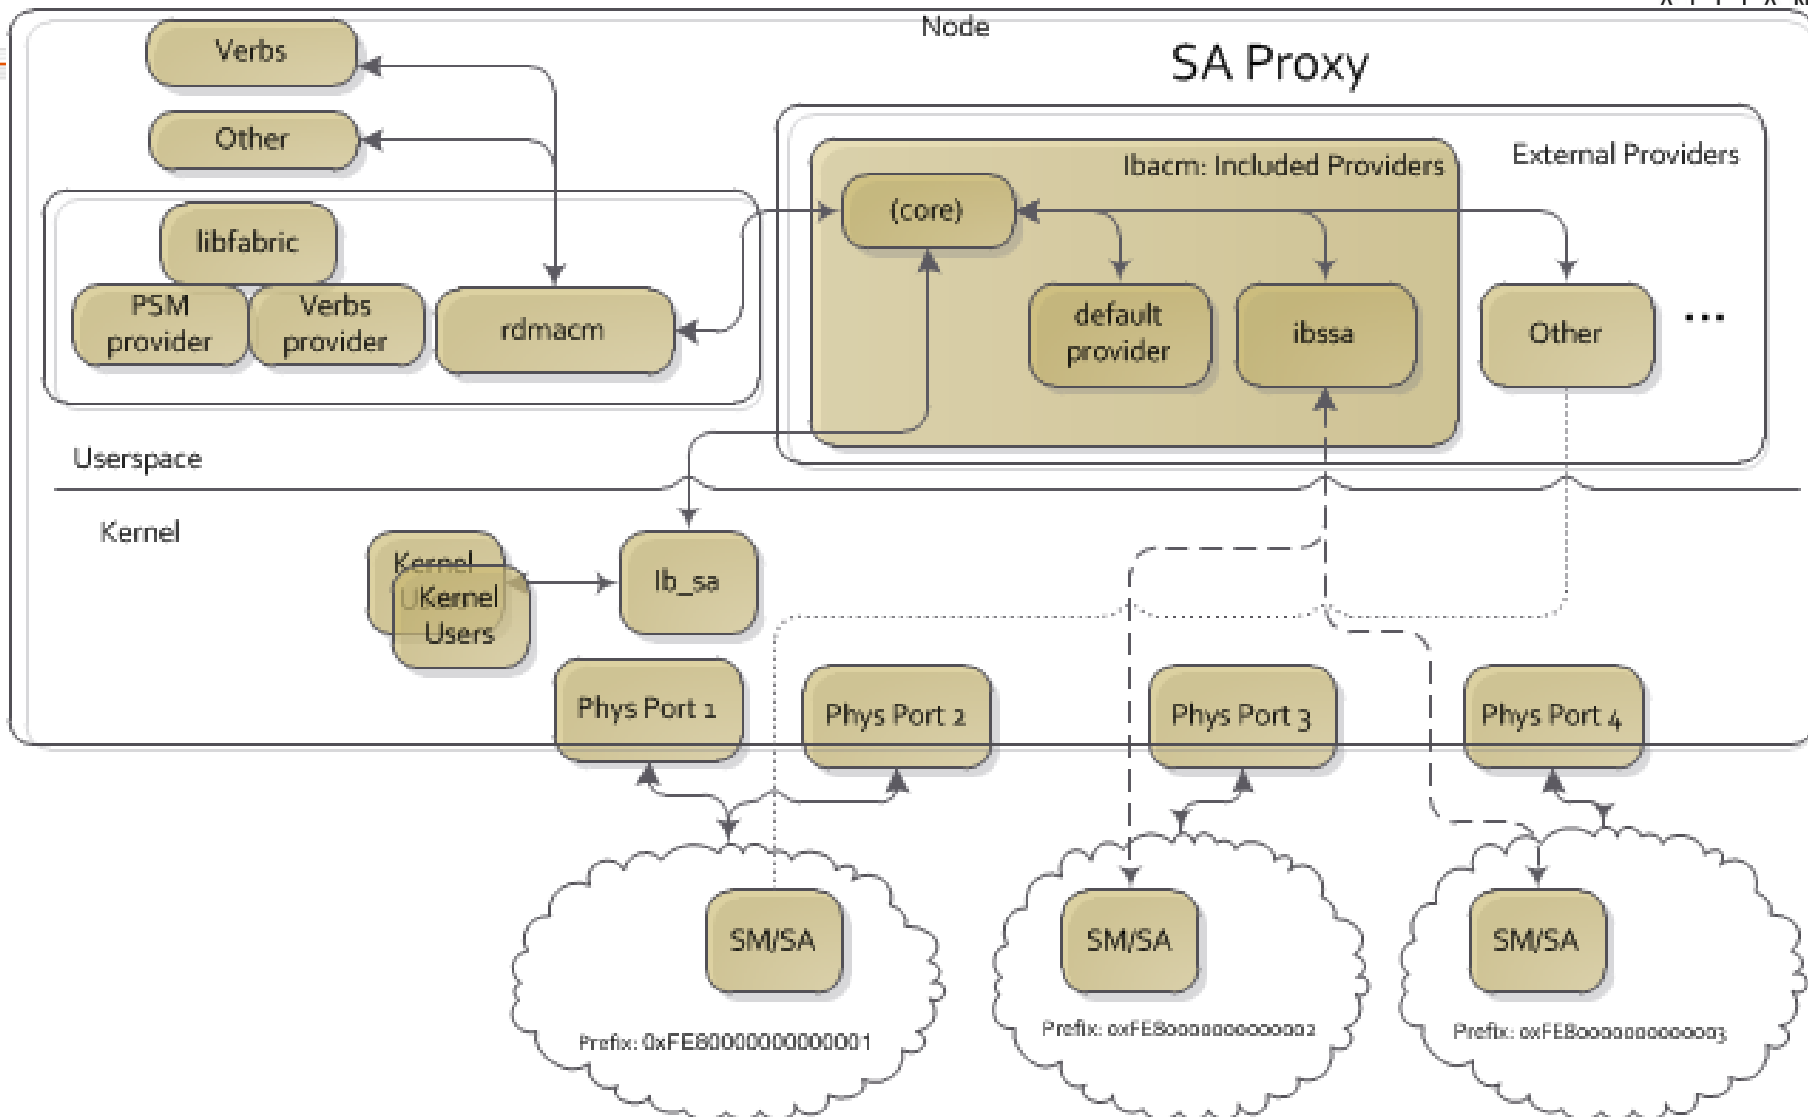 Node
SA Proxy
Verbs
Other
libfabric
PSM
provider
Verbs
provider
rdmacm
Ibacm: Included Providers
External Providers
(core)
default
provider
ibssa
Other
...
Userspace
Kernel
Kernel
Kernel
Users
Ib_sa
Phys Port 1
Phys Port 2
Phys Port 3
Phys Port 4
SM/SA
SM/SA
SM/SA
Prefix: 0xFE80000000000001
Prefix: 0xFE80000000000002
Prefix: 0xFE80000000000003